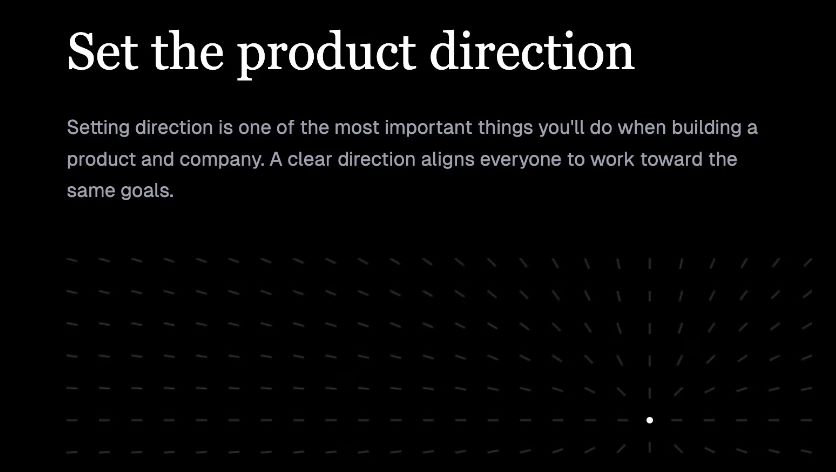 Set the product direction
Setting direction is one of the most important things you'll do when building a
product and company. A clear direction aligns everyone to work toward the
same goals.